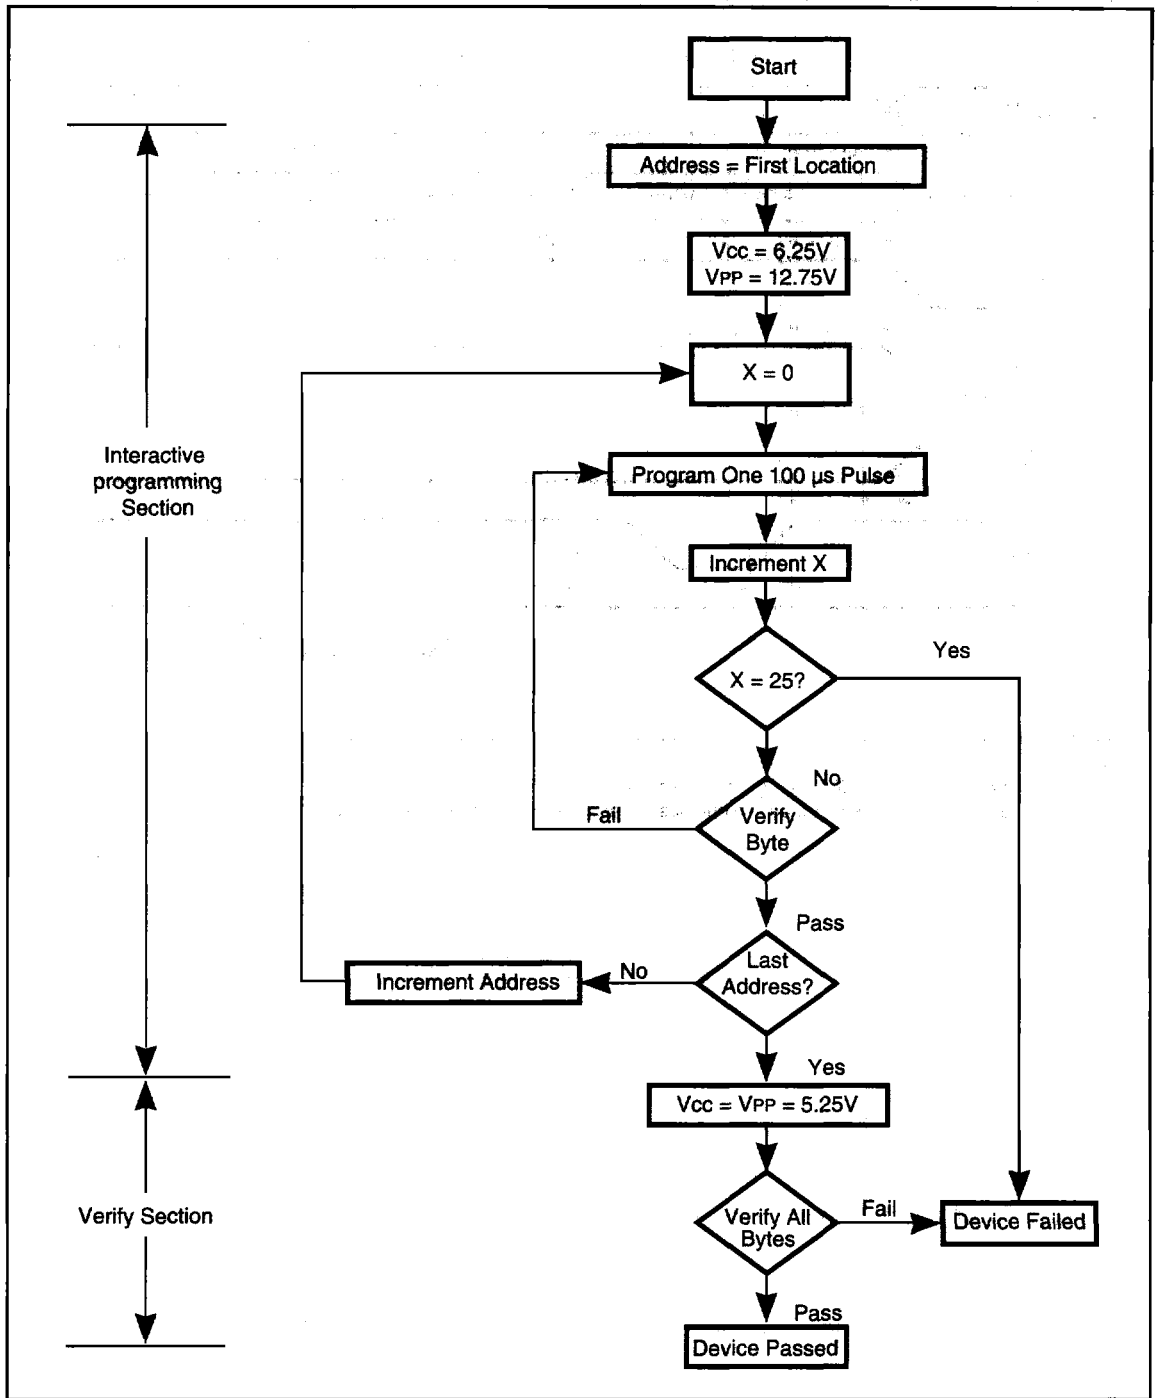 Start
Address = First Location
Vcc = 6.25V
VPP = 12.75V
X = 0
Interactive
programming
Section
Program One 100 µs Pulse
Increment X
X = 25?
Yes
No
Verify
Byte
Fail
Pass
Last
Address?
No
Increment Address
Yes
Vcc = VPP = 5.25V
Verify Section
Verify All
Bytes
Fail
Device Failed
Pass
Device Passed